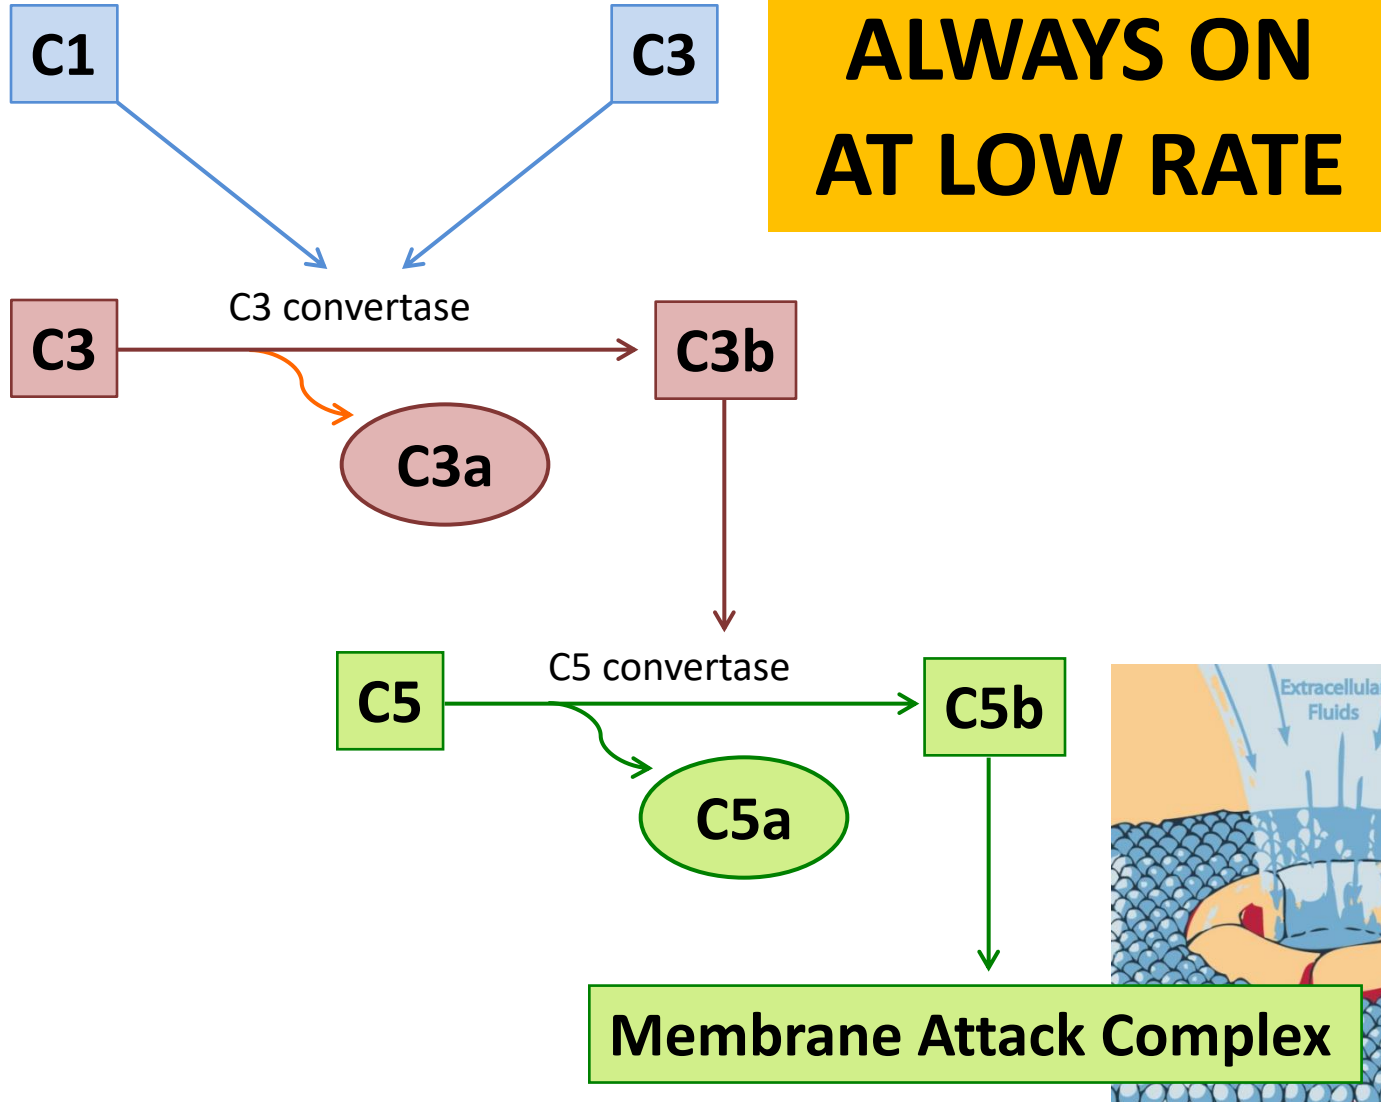 C1
C3
ALWAYS ON
AT LOW RATE
C3 convertase
C3
C3b
C3a
C5 convertase
C5
C5b
C5a
Extracellular
Fluids
Membrane Attack Complex